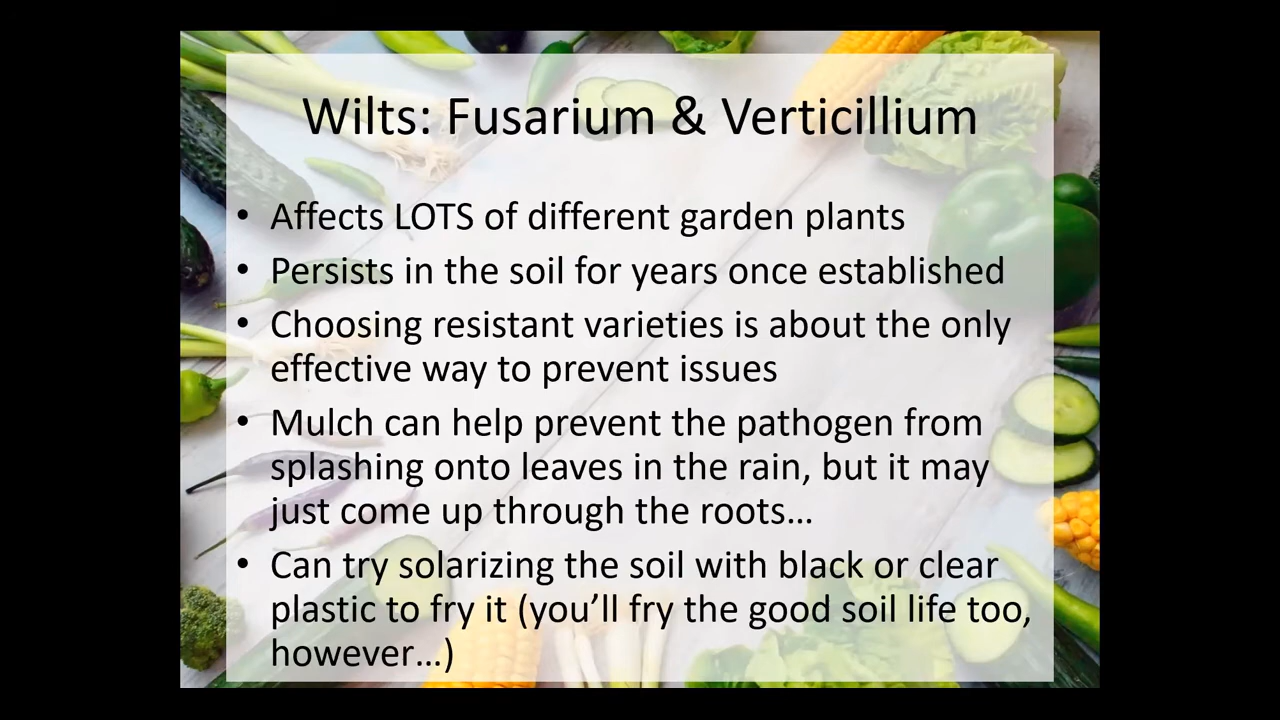 Wilts: Fusarium & Verticillium
• Affects LOTS of different garden plants
• Persists in the soil for years once established
• Choosing resistant varieties is about the only
effective way to prevent issues
• Mulch can help prevent the pathogen from
splashing onto leaves in the rain, but it may
just come up through the roots…
• Can try solarizing the soil with black or clear
plastic to fry it (you’ll fry the good soil life too,
however…)